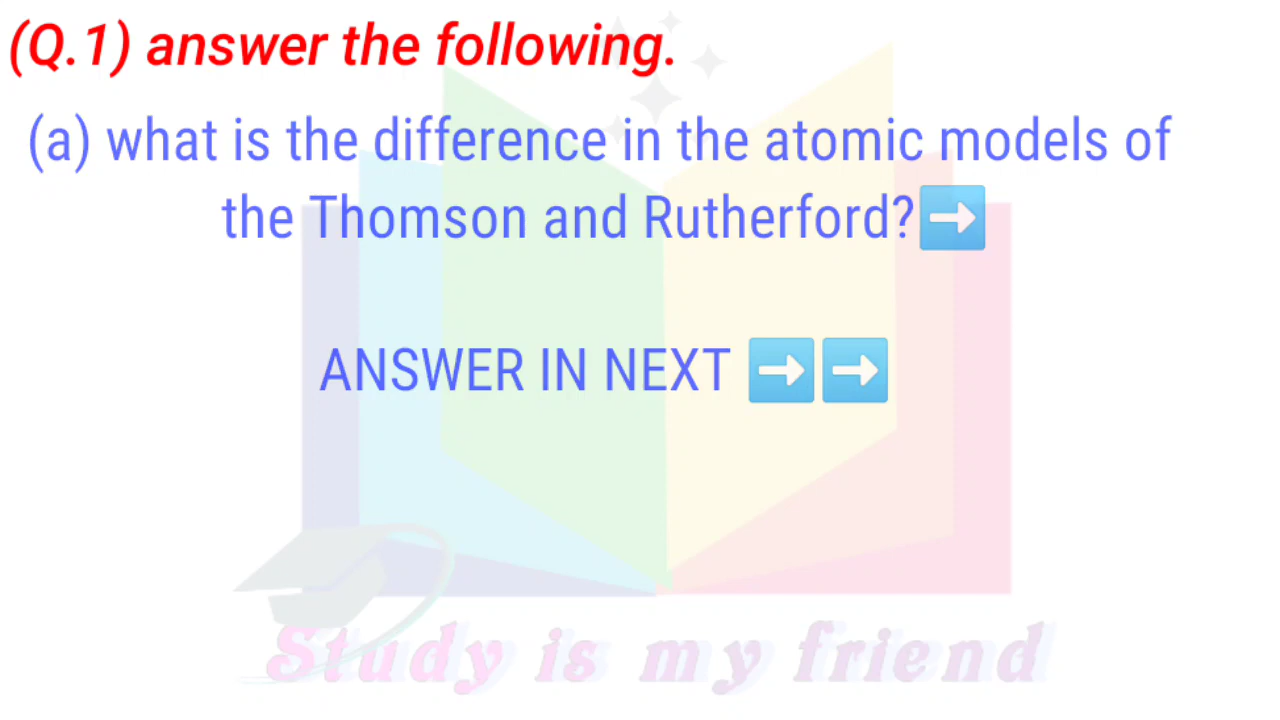 (Q.1) answer the following.
(a) what is the difference in the atomic models of
the Thomson and Rutherford?➡️
ANSWER IN NEXT ➡️➡️
Study is my friend